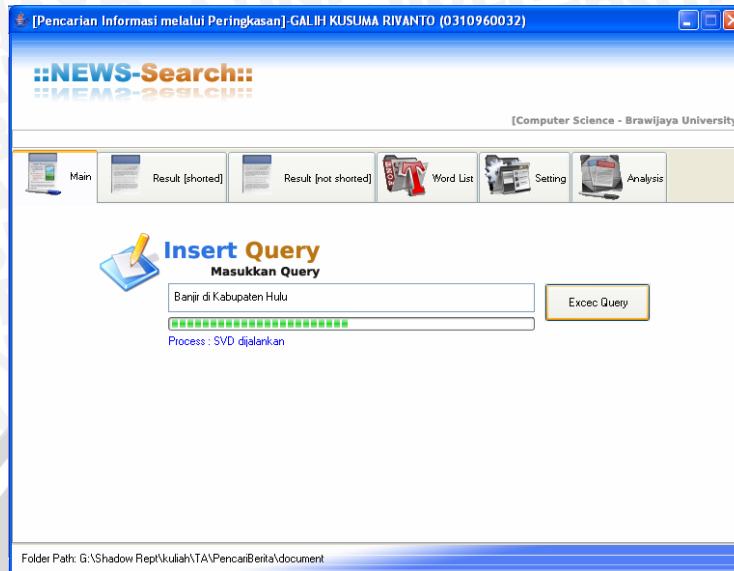 [Pencarian Informasi melalui Peringkasan]-GALIH KUSUMA RIVANTO (0310960032)
::NEWS-Search::
[Computer Science - Brawijaya University
Main
Result [shorted]
Result [not shorted]
Word List
Setting
Analysis
Insert Query
Masukkan Query
Banjir di Kabupaten Hulu
Excec Query
Process : SVD dijalankan
Folder Path: G:\Shadow Rept\kuliah\TA\PencariBerita\document